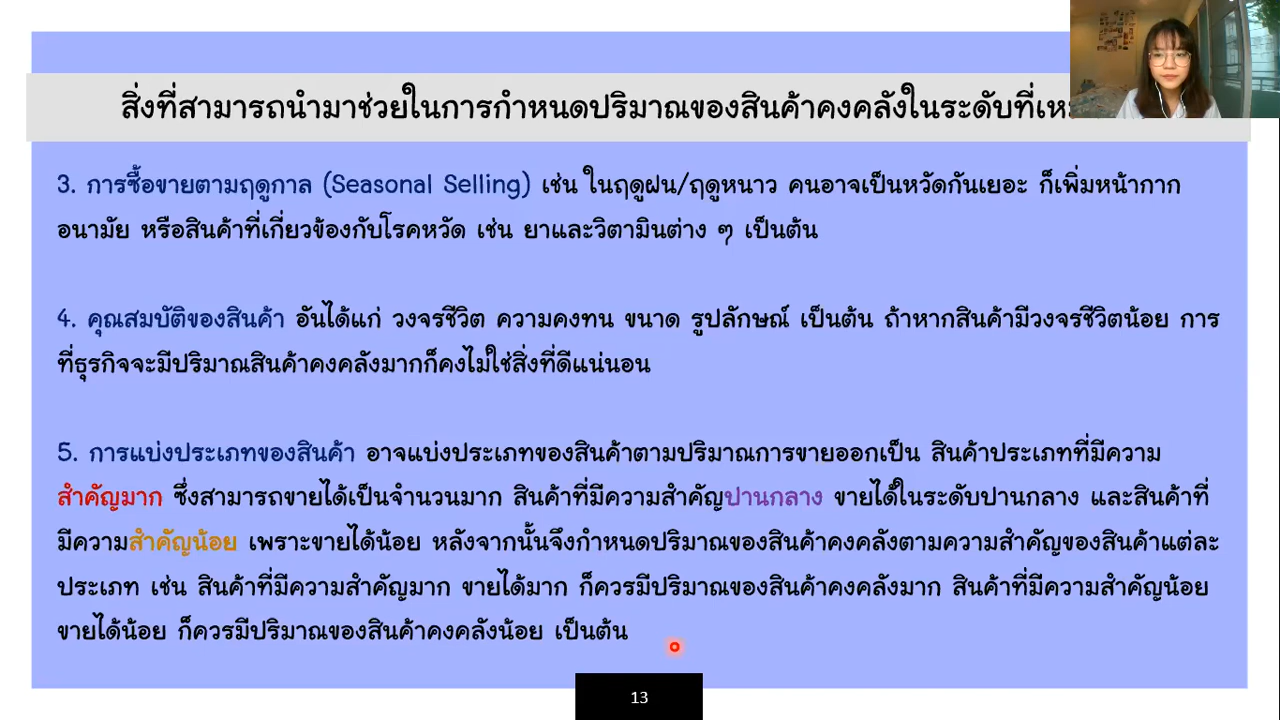 สิ่งที่สามารถนำมาช่วยในการกำหนดปริมาณของสินค้าคงคลังในระดับที่
3. การซื้อขายตามฤดูกาล (Seasonal Selling) เช่น ในฤดูฝน/ฤดูหนาว คนอาจเป็นหวัดกันเยอะ ก็เพิ่มหน้ากาก
อนามัย หรือสินค้าที่เกี่ยวข้องกับโรคหวัด เช่น ยาและวิตามินต่าง ๆ เป็นต้น
4. คุณสมบัติของสินค้า อันได้แก่ วงจรชีวิต ความคงทน ขนาด รูปลักษณ์ เป็นต้น ถ้าหากสินค้ามีวงจรชีวิตน้อย การ
ที่ธุรกิจจะมีปริมาณสินค้าคงคลังมากก็คงไม่ใช่สิ่งที่ดีแน่นอน
5. การแบ่งประเภทของสินค้า อาจแบ่งประเภทของสินค้าตามปริมาณการขายออกเป็น สินค้าประเภทที่มีความ
สำคัญมาก ซึ่งสามารถขายได้เป็นจำนวนมาก สินค้าที่มีความสำคัญปานกลาง ขายได้ในระดับปานกลาง และสินค้าที่
มีความสำคัญน้อย เพราะขายได้น้อย หลังจากนั้นจึงกำหนดปริมาณของสินค้าคงคลังตามความสำคัญของสินค้าแต่ละ
ประเภท เช่น สินค้าที่มีความสำคัญมาก ขายได้มาก ก็ควรมีปริมาณของสินค้าคงคลังมาก สินค้าที่มีความสำคัญน้อย
ขายได้น้อย ก็ควรมีปริมาณของสินค้าคงคลังน้อย เป็นต้น
13